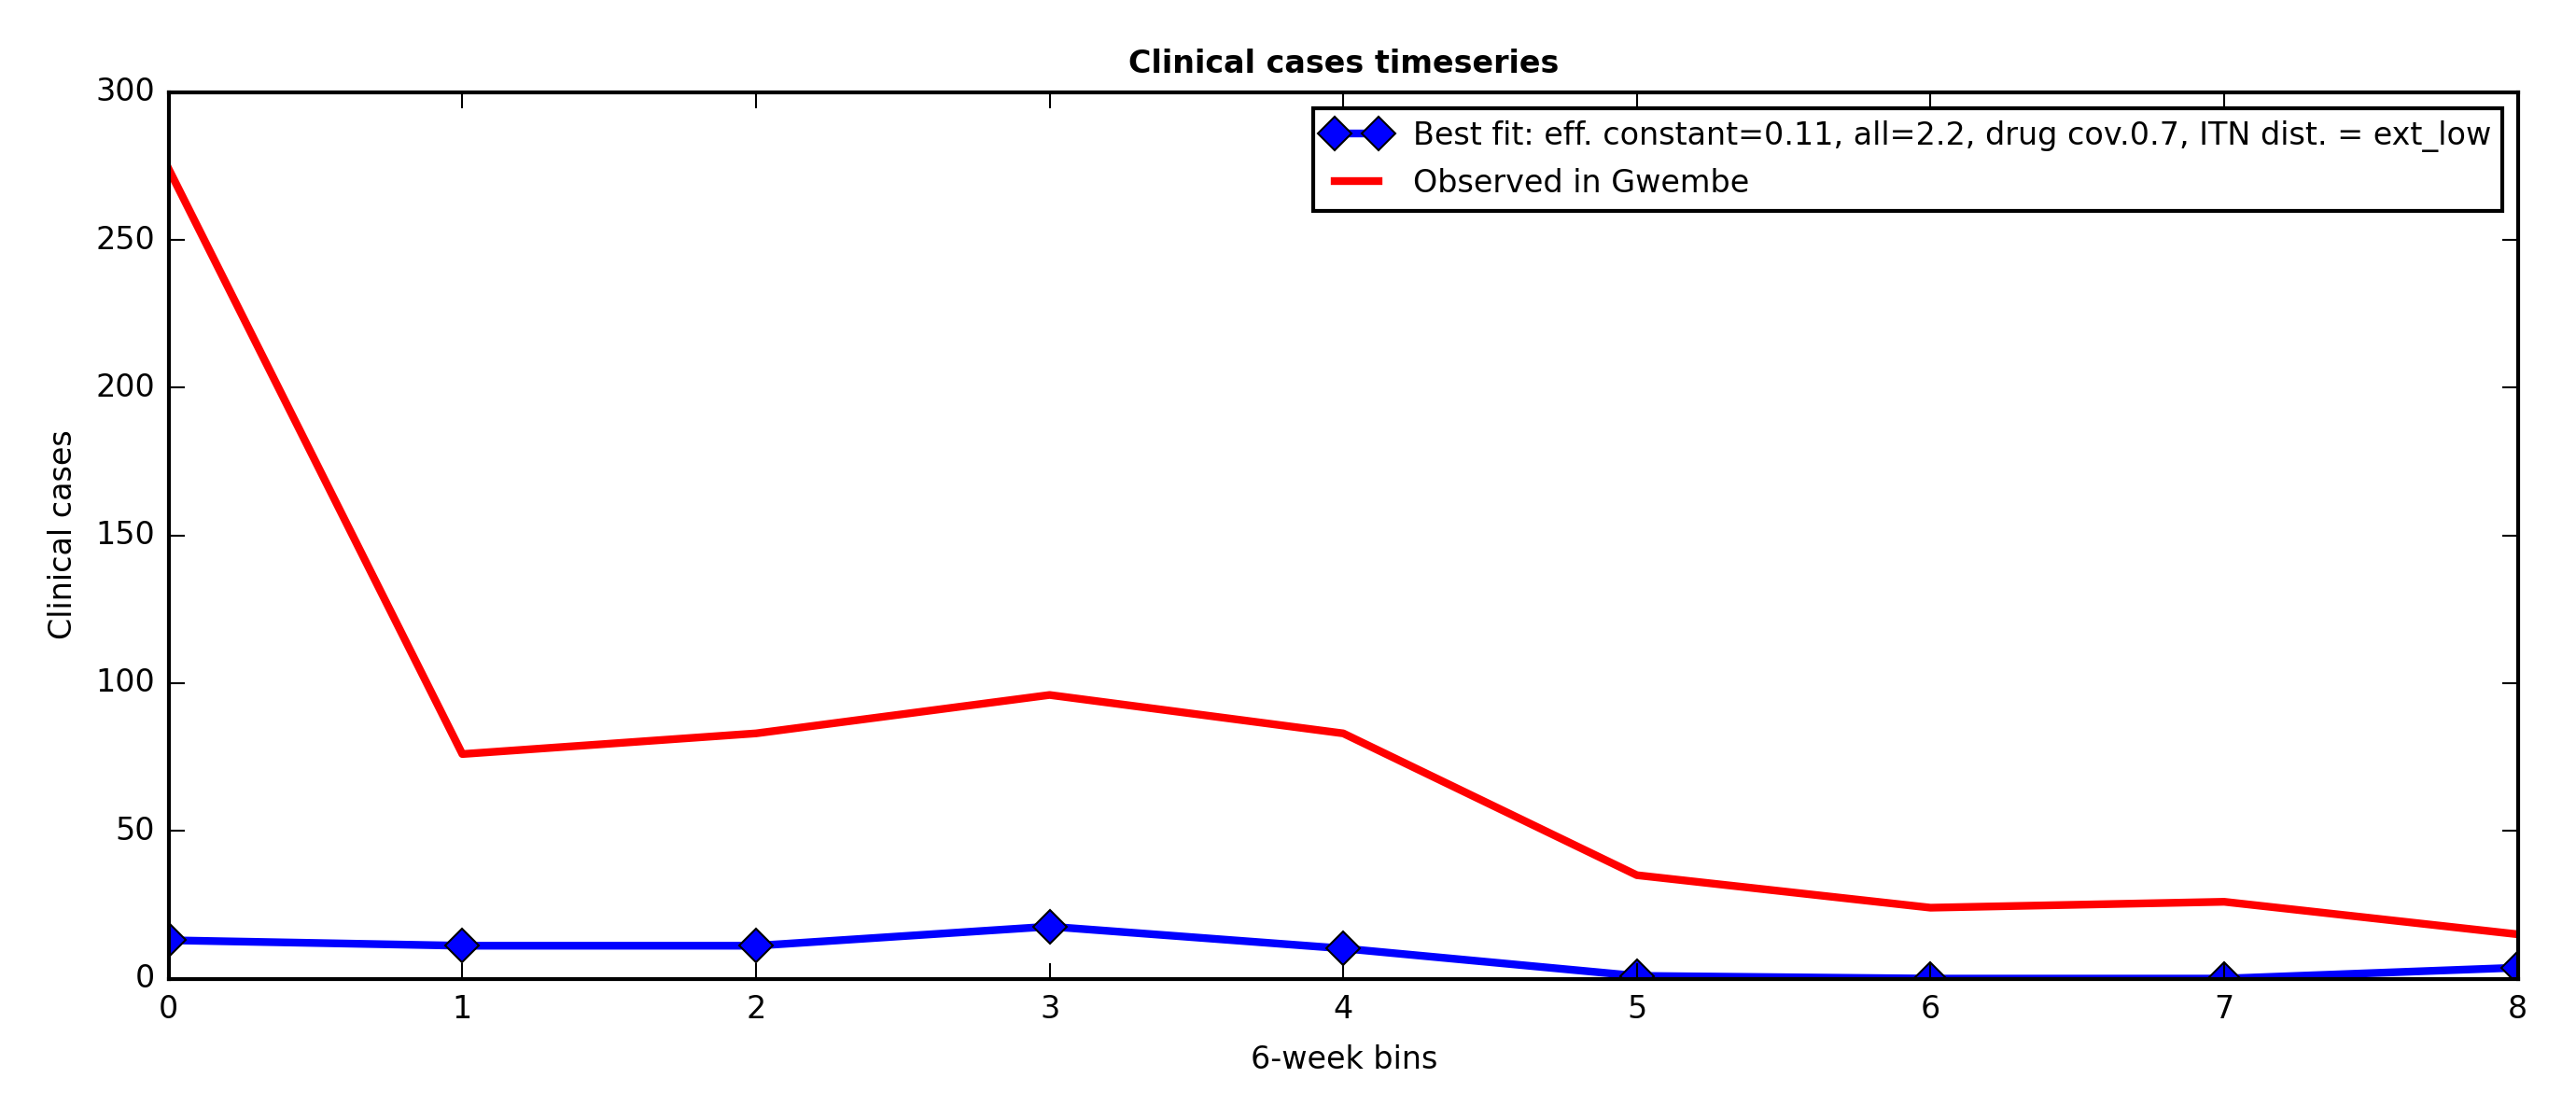 Clinical cases timeseries
300
250
200
150
100
50
0
Clinical cases
Best fit: eff. constant=0.11, all=2.2, drug cov.0.7, ITN dist. = ext_low
Observed in Gwembe
0 1 2 3 4 5 6 7 8
6-week bins